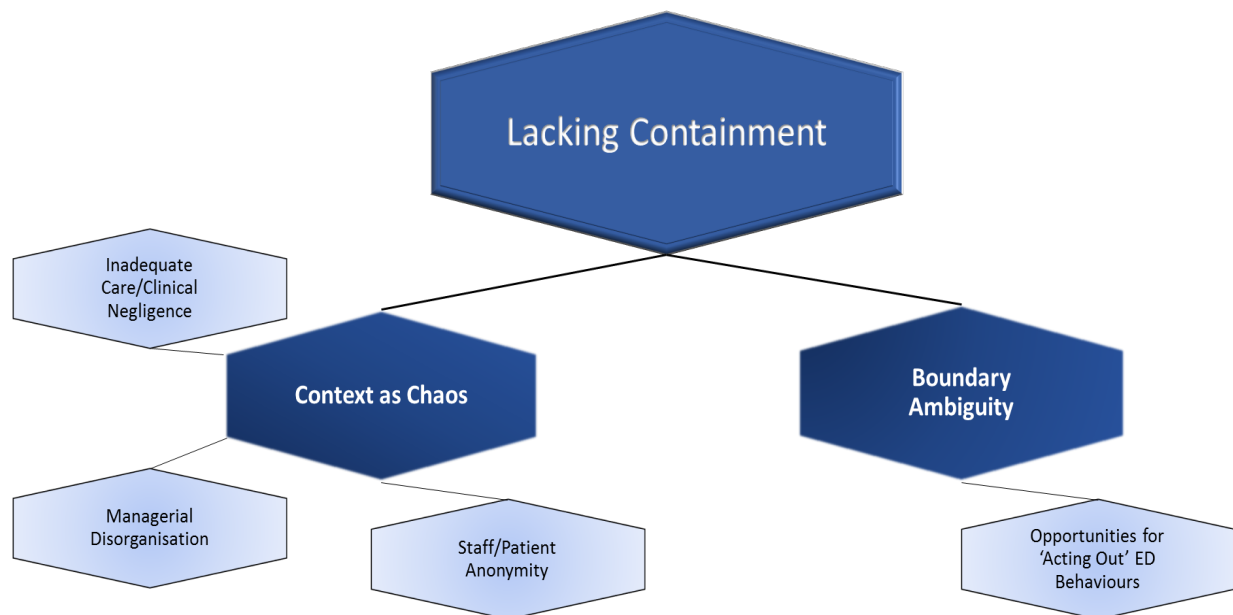 Lacking Containment
Inadequate
Care/Clinical
Negligence
Context as Chaos
Boundary
Ambiguity
Managerial
Disorganisation
Staff/Patient
Anonymity
Opportunities for
‘Acting Out’ ED
Behaviours